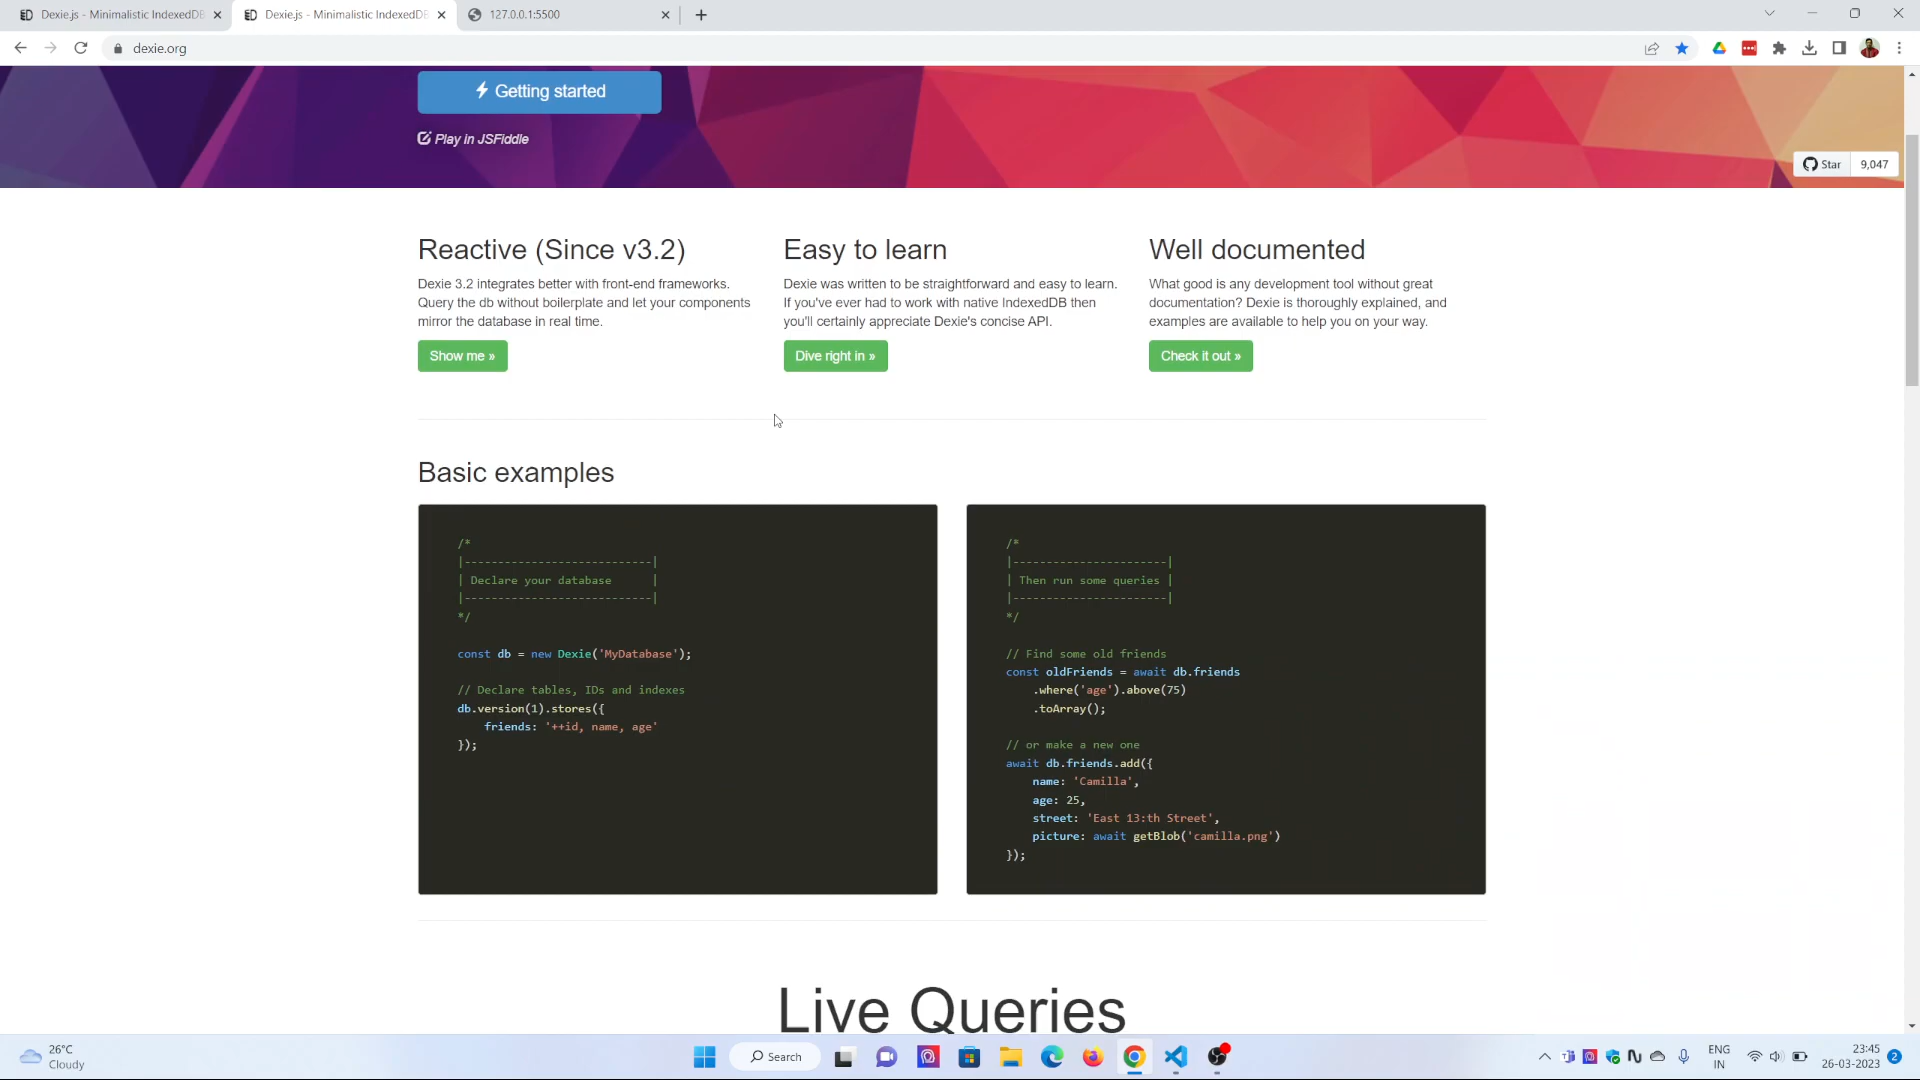 Dexie.js - Minimalistic IndexedDB
Dexie.js - Minimalistic IndexedDB
127.0.0.1:5500
dexie.org
Getting started
Play in JSFiddle
Star 9,047
Reactive (Since v3.2)
Dexie 3.2 integrates better with front-end frameworks.
Query the db without boilerplate and let your components
mirror the database in real time.
Show me »
Easy to learn
Dexie was written to be straightforward and easy to learn.
If you've ever had to work with native IndexedDB then
you'll certainly appreciate Dexie's concise API.
Dive right in »
Well documented
What good is any development tool without great
documentation? Dexie is thoroughly explained, and
examples are available to help you on your way.
Check it out »
Basic examples
/*
|----------------------------|
| Declare your database |
|----------------------------|
*/
const db = new Dexie('MyDatabase');
// Declare tables, IDs and indexes
db.version(1).stores({
friends: '++id, name, age'
});
/*
|-----------------------|
| Then run some queries |
|-----------------------|
*/
// Find some old friends
const oldFriends = await db.friends
.where('age').above(75)
.toArray();
// or make a new one
await db.friends.add({
name: 'Camilla',
age: 25,
street: 'East 13:th Street',
picture: await getBlob('camilla.png')
});
Live Queries
26°C
Cloudy
Search
ENG
IN
23:45
26-03-2023
2